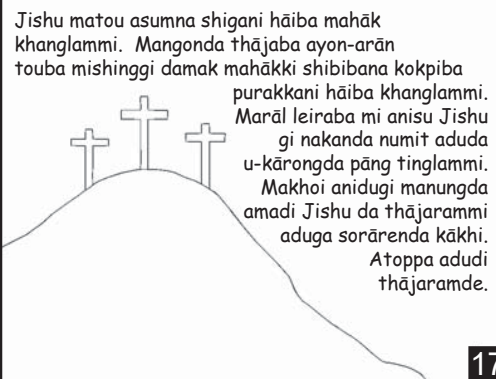 Jishu matou asumna shigani hāiba mahāk
khanglammi.  Mangonda thājaba ayon-arān
touba mishinggi damak mahākki shibibana kokpiba
purakkani hāiba khanglammi.
Marāl leiraba mi anisu Jishu
gi nakanda numit aduda
u-kārongda pāng tinglammi.
Makhoi anidugi manungda
amadi Jishu da thājarammi
aduga sorārenda kākhi.
Atoppa adudi
thājaramde.
17